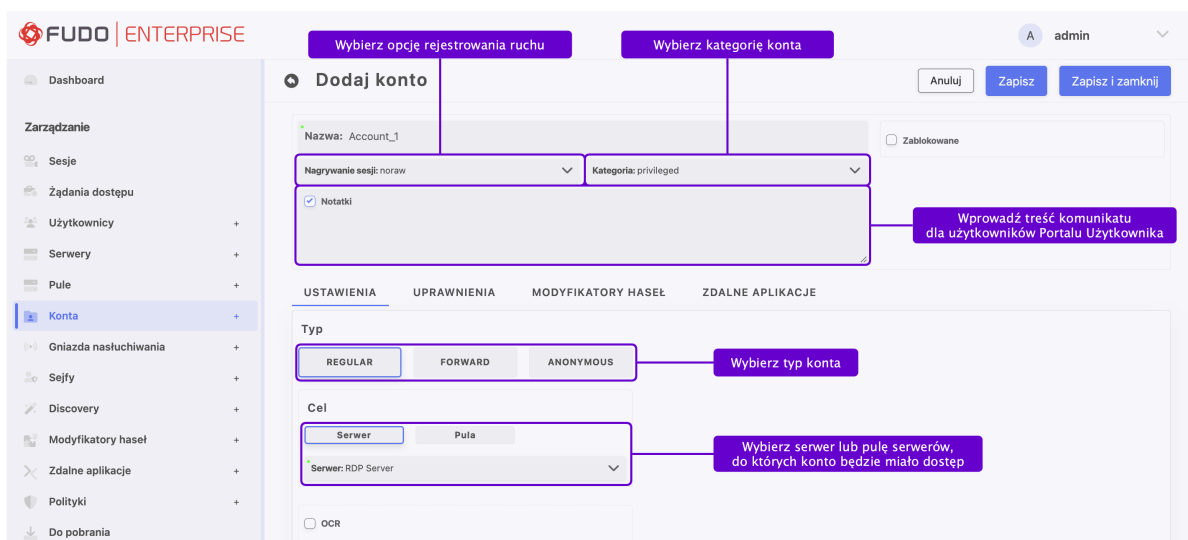 FUDO ENTERPRISE
Wybierz opcję rejestrowania ruchu
Wybierz kategorię konta
A admin
Dashboard
Dodaj konto
Anuluj
Zapisz
Zapisz i zamknij
Zarządzanie
Nazwa: Account_1
Zablokowane
Sesje
Nagrywanie sesji: noraw
Kategoria: privileged
Żądania dostępu
Notatki
Użytkownicy +
Wprowadź treść komunikatu
dla użytkowników Portalu Użytkownika
Serwery +
Pule +
USTAWIENIA
UPRAWNIENIA
MODYFIKATORY HASEŁ
ZDALNE APLIKACJE
Konta +
Typ
Gniazda nasłuchiwania +
REGULAR
FORWARD
ANONYMOUS
Wybierz typ konta
Sejfy +
Discovery +
Cel
Modyfikatory haseł +
Serwer
Pula
Wybierz serwer lub pulę serwerów,
do których konto będzie miało dostęp
Zdalne aplikacje +
Serwer: RDP Server
Polityki +
OCR
Do pobrania